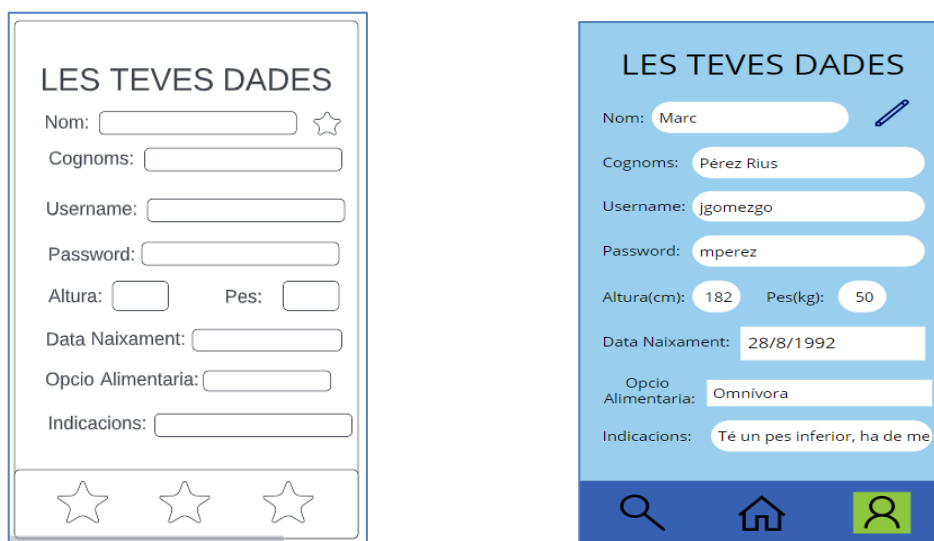 LES TEVES DADES
Nom:
Cognoms:
Username:
Password:
Altura: Pes:
Data Naixament:
Opcio Alimentaria:
Indicacions:
LES TEVES DADES
Nom: Marc
Cognoms: Pérez Rius
Username: jgomezgo
Password: mperez
Altura(cm): 182 Pes(kg): 50
Data Naixament: 28/8/1992
Opcio
Alimentaria: Omnívora
Indicacions: Té un pes inferior, ha de me